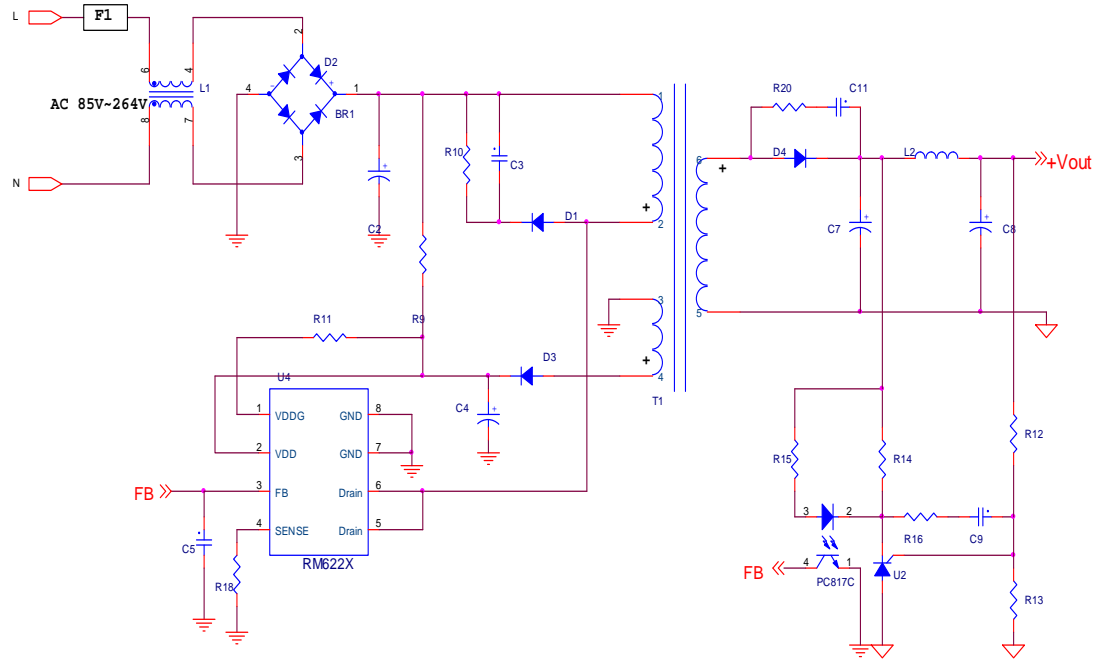 L
F1
N
AC 85V~264V
6
4
8
7
L1
2
D2
4
-
+
1
BR1
3
+
C2
R10
C3
D1
1
+
2
3
+
4
T1
6
+
5
R20
C11
D4
L2
+Vout
+
C7
+
C8
R9
R11
D3
+
C4
U4
1
VDDG
GND
8
2
VDD
GND
7
3
FB
Drain
6
4
SENSE
Drain
5
RM622X
FB
C5
R18
R15
R14
R12
3
2
R16
C9
FB
4
1
PC817C
U2
R13